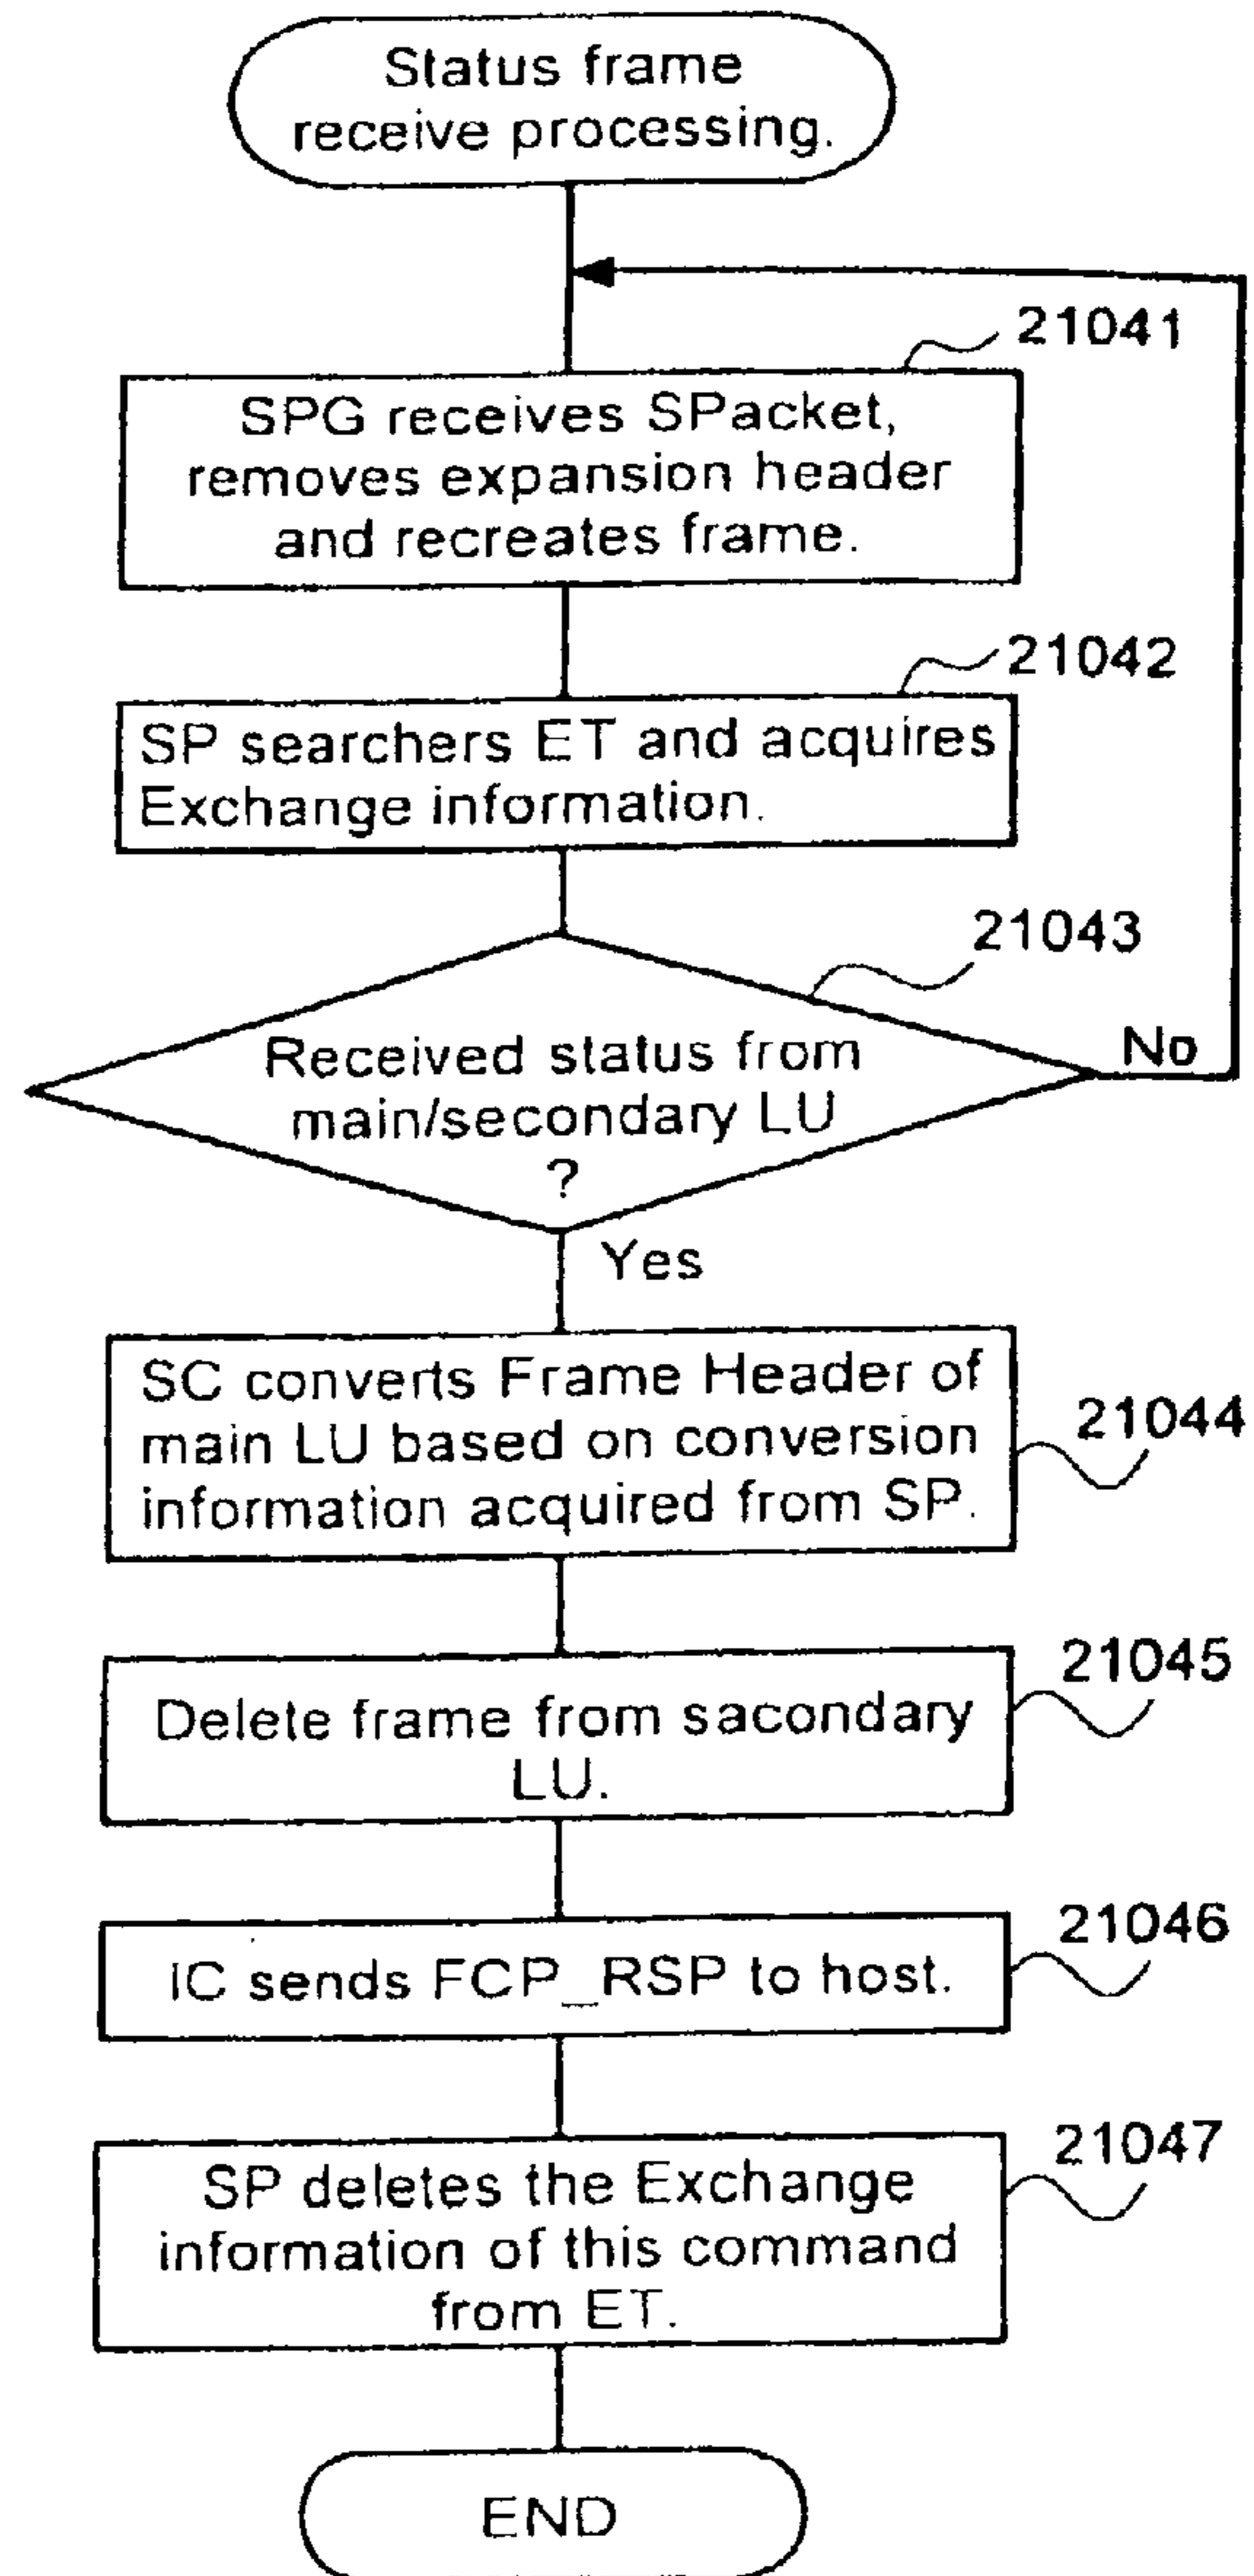 Status frame
receive processing.
21041
SPG receives SPacket,
removes expansion header
and recreates frame.
21042
SP searchers ET and acquires
Exchange information.
21043
Received status from
main/secondary LU
?
No
Yes
SC converts Frame Header of
main LU based on conversion
information acquired from SP.
21044
Delete frame from sacondary
LU.
21045
IC sends FCP_RSP to host.
21046
SP deletes the Exchange
information of this command
from ET.
21047
END